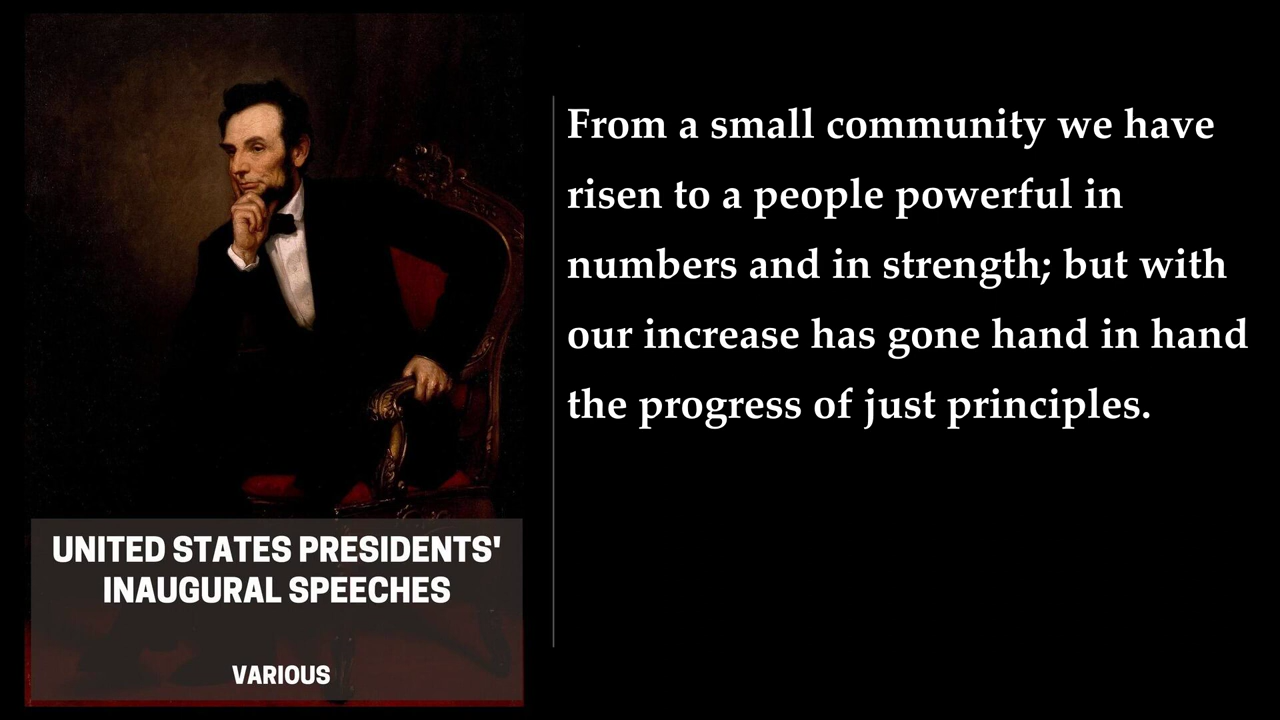 UNITED STATES PRESIDENTS'
INAUGURAL SPEECHES
VARIOUS
From a small community we have
risen to a people powerful in
numbers and in strength; but with
our increase has gone hand in hand
the progress of just principles.